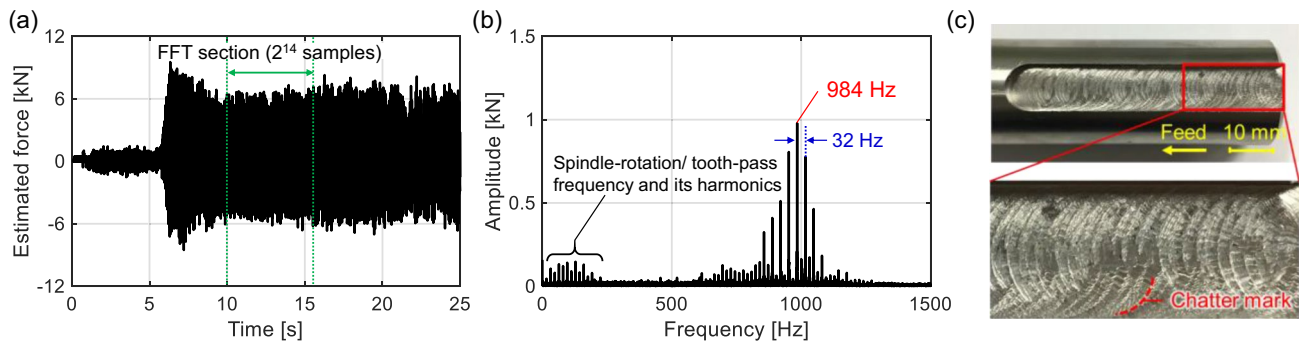 (a)
12
6
0
-6
-12
Estimated force [kN]
FFT section (2¹⁴ samples)
0
5
10
15
20
25
Time [s]
(b)
1.5
1
0.5
0
Amplitude [kN]
984 Hz
32 Hz
Spindle-rotation/ tooth-pass
frequency and its harmonics
0
500
1000
1500
Frequency [Hz]
(c)
Feed
10 mm
Chatter mark